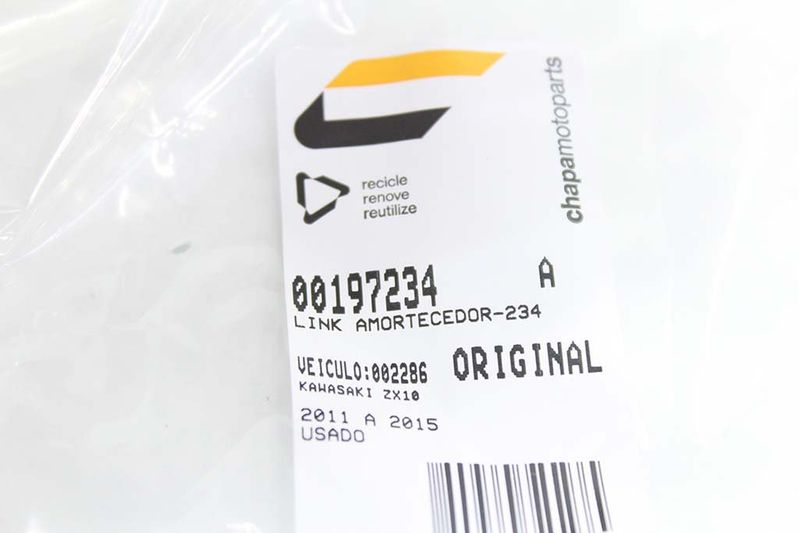 chapamotoparts
recicle
renove
reutilize
00197234 A
LINK AMORTECEDOR-234
VEICULO:002286 ORIGINAL
KAWASAKI ZX10
2011 A 2015
USADO